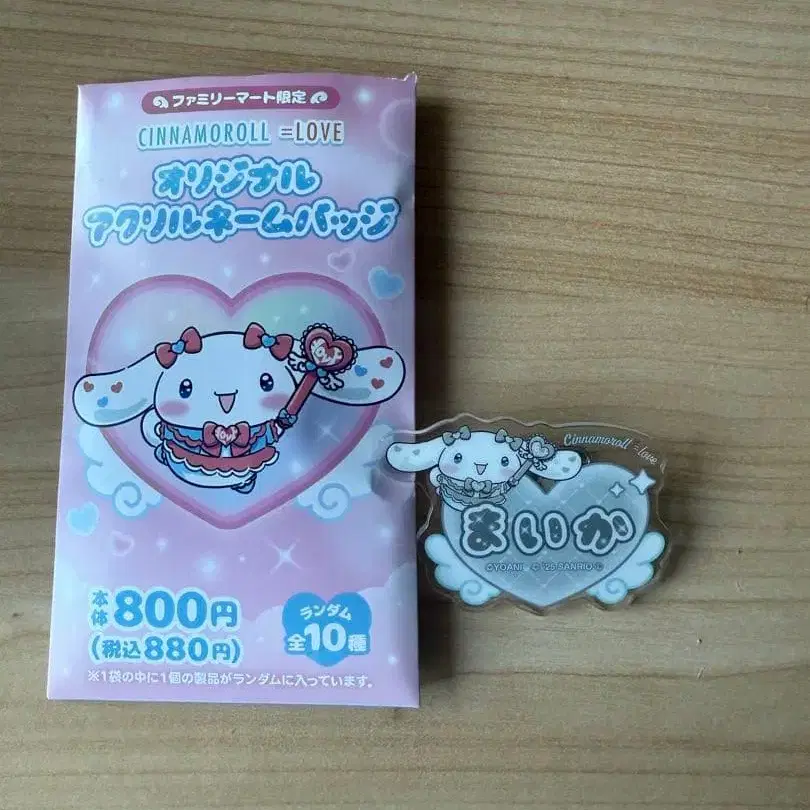 ファミリーマート限定
CINNAMOROLL =LOVE
オリジナル
アクリルネームバッジ
本体800円
(税込880円)
ランダム
全10種
※1袋の中に1個の製品がランダムに入っています。
Cinnamoroll =love
まいか
©YOANI ©'25 SANRIO ©